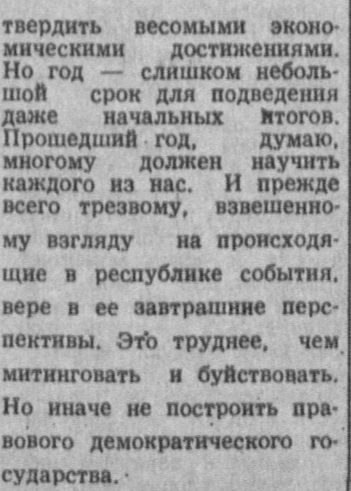 твердить весомыми эконо-
мическими достижениями.
Но год — слишком неболь-
шой срок для подведения
даже начальных итогов.
Прошедший год, думаю,
многому должен научить
каждого из нас. И прежде
всего трезвому, взвешенно-
му взгляду на происходя-
щие в республике события,
вере в ее завтрашние перс-
пективы. Это труднее, чем
митинговать и буйствовать.
Но иначе не построить пра-
вового демократического го-
сударства.